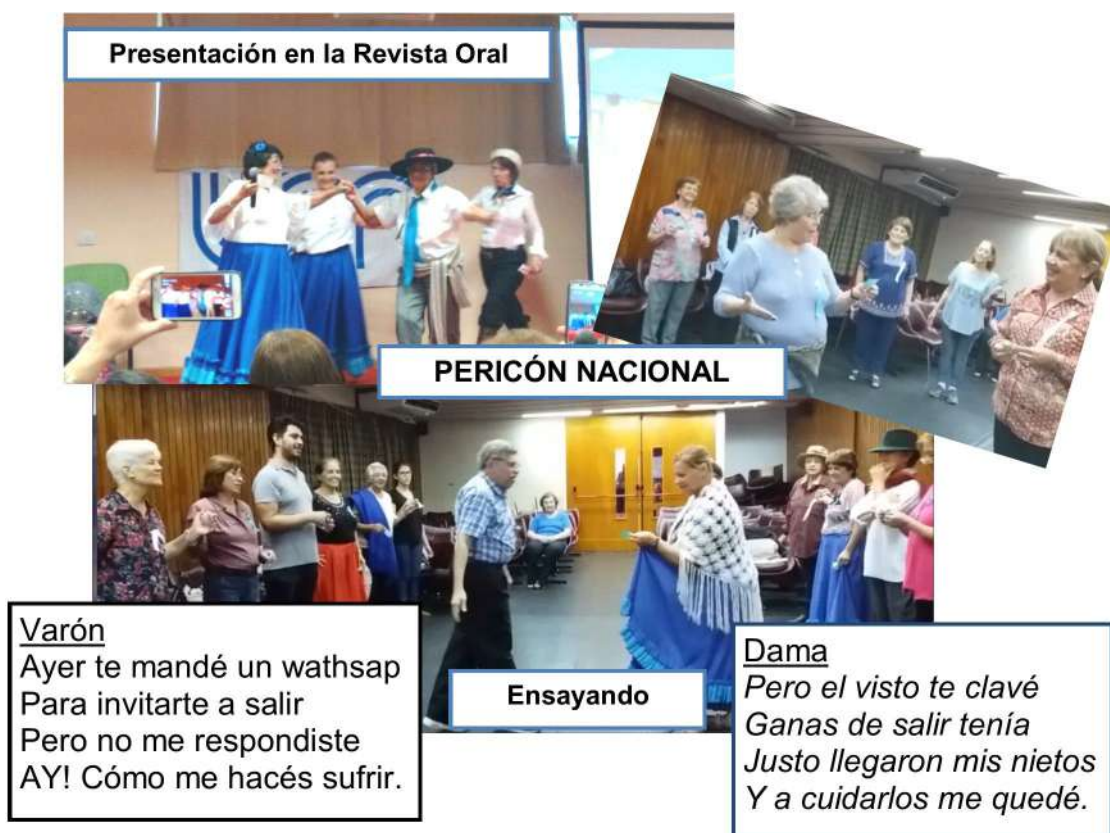 Presentación en la Revista Oral
PERICÓN NACIONAL
Ensayando
Varón
Ayer te mandé un wathsap
Para invitarte a salir
Pero no me respondiste
AY! Cómo me hacés sufrir.
Dama
Pero el visto te clavé
Ganas de salir tenía
Justo llegaron mis nietos
Y a cuidarlos me quedé.